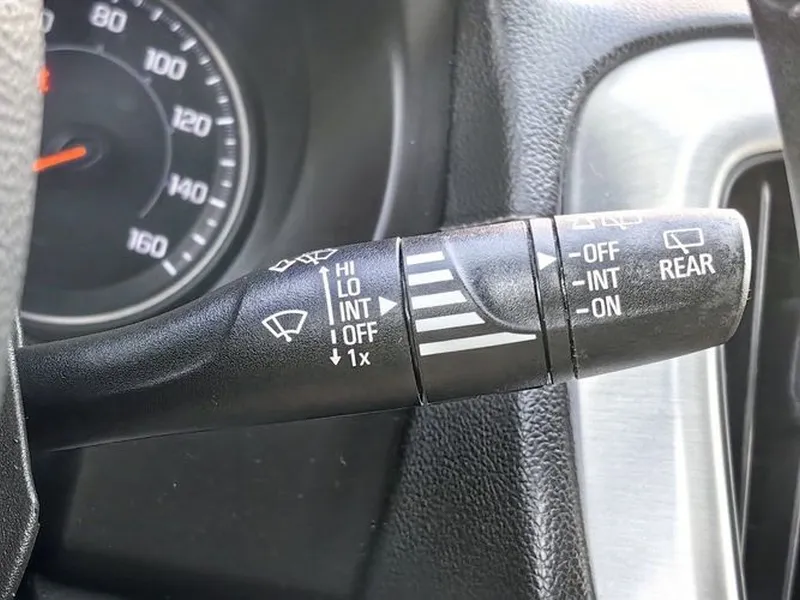 80
100
120
140
160
HI
LO
INT
OFF
1x
-OFF
-INT
-ON
REAR